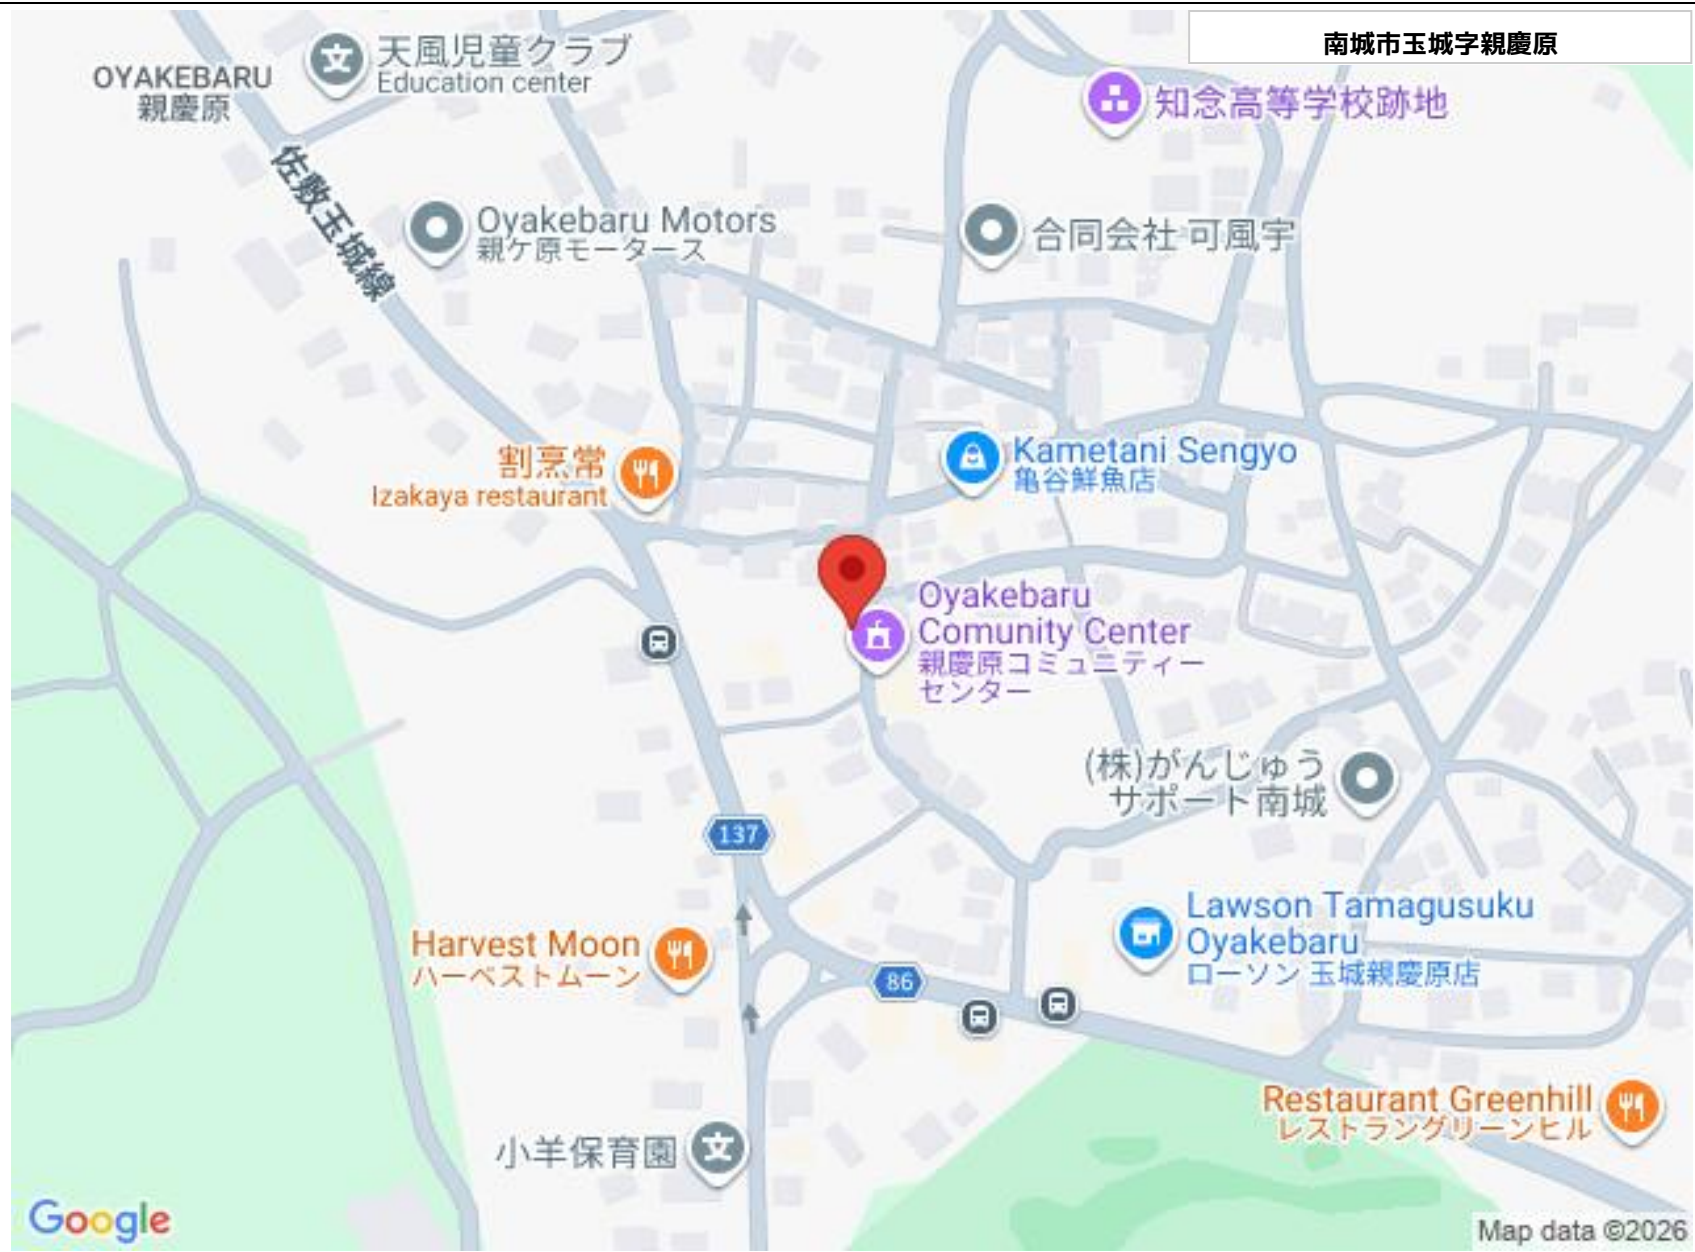 南城市玉城字親慶原
天風児童クラブ
Education center
OYAKEBARU
親慶原
知念高等学校跡地
佐敷玉城線
Oyakebaru Motors
親ケ原モータース
合同会社 可風宇
割烹常
Izakaya restaurant
Kametani Sengyo
亀谷鮮魚店
Oyakebaru
Comunity Center
親慶原コミュニティー
センター
(株)がんじゅう
サポート南城
137
Lawson Tamagusuku
Oyakebaru
ローソン 玉城親慶原店
Harvest Moon
ハーベストムーン
86
Restaurant Greenhill
レストラングリーンヒル
小羊保育園
Google
Map data ©2026